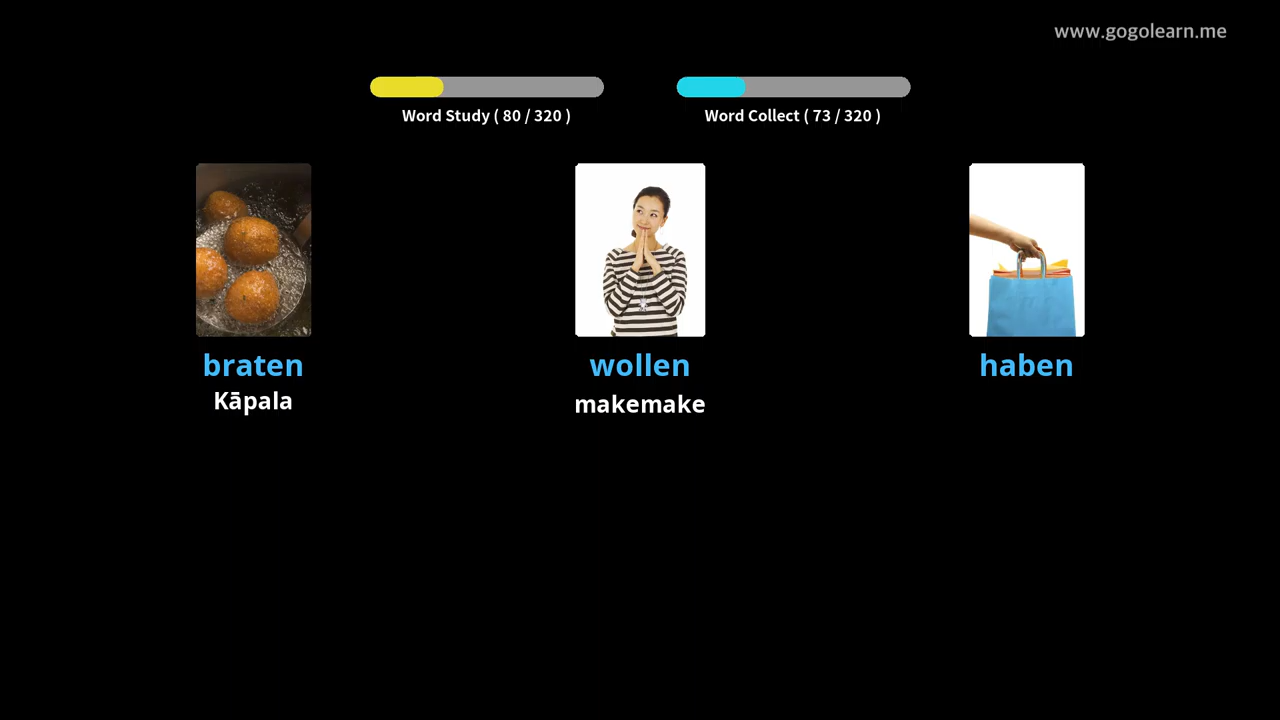 www.gogolearn.me
Word Study ( 80 / 320 )
Word Collect ( 73 / 320 )
braten
wollen
haben
Kāpala
makemake